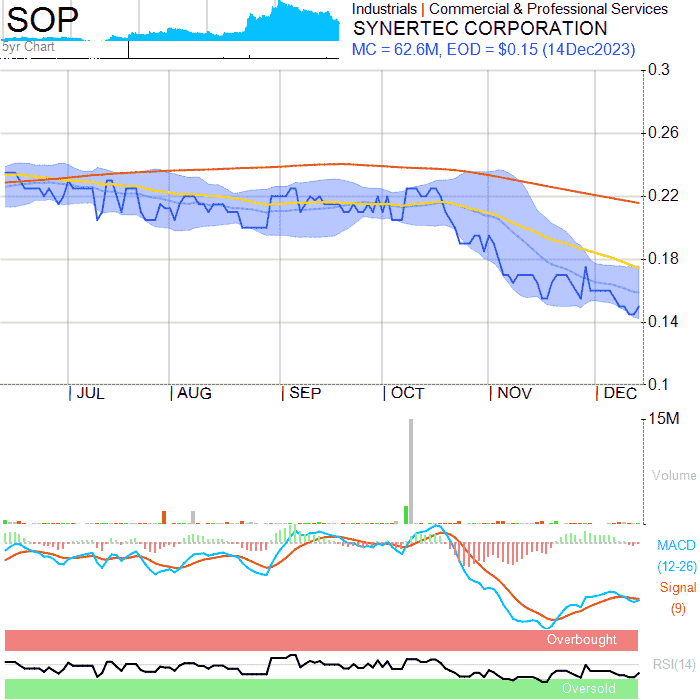 SOP
5yr Chart
Industrials | Commercial & Professional Services
SYNERTEC CORPORATION
MC = 62.6M, EOD = $0.15 (14Dec2023)
0.3
0.26
0.22
0.18
0.14
0.1
JUL AUG SEP OCT NOV DEC
15M
Volume
MACD
(12-26)
Signal
(9)
Overbought
RSI(14)
Oversold